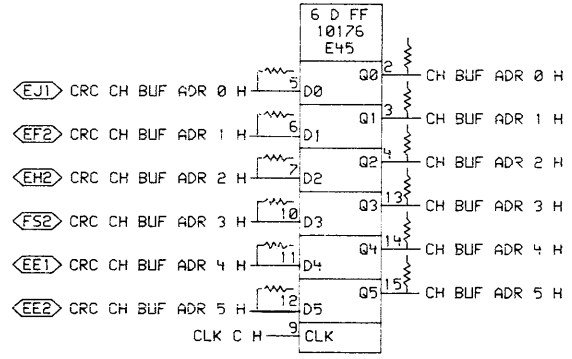 6 D FF
10176
E45
2
Q0 CH BUF ADR 0 H
EJ1 CRC CH BUF ADR 0 H 5 D0
3
Q1 CH BUF ADR 1 H
EF2 CRC CH BUF ADR 1 H 6 D1
4
Q2 CH BUF ADR 2 H
EH2 CRC CH BUF ADR 2 H 7 D2
13
Q3 CH BUF ADR 3 H
FS2 CRC CH BUF ADR 3 H 10 D3
14
Q4 CH BUF ADR 4 H
EE1 CRC CH BUF ADR 4 H 11 D4
15
Q5 CH BUF ADR 5 H
EE2 CRC CH BUF ADR 5 H 12 D5
CLK C H 9 CLK